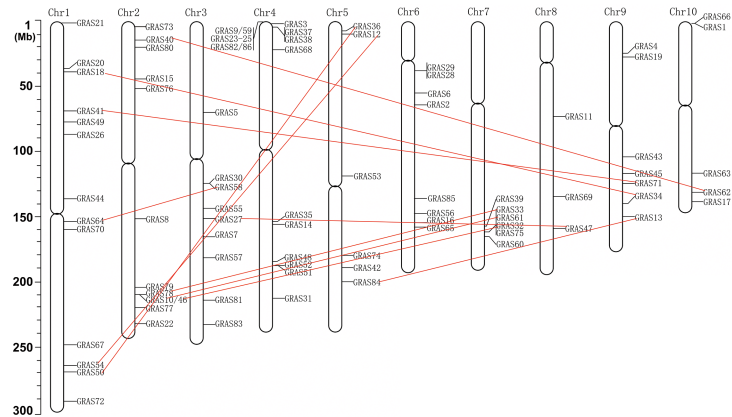 Chr1 Chr2 Chr3 Chr4 Chr5 Chr6 Chr7 Chr8 Chr9 Chr10
1
(Mb)
50
100
150
200
250
300
GRAS21
GRAS20
GRAS18
GRAS41
GRAS49
GRAS26
GRAS44
GRAS64
GRAS70
GRAS67
GRAS54
GRAS50
GRAS72
GRAS73
GRAS40
GRAS80
GRAS15
GRAS76
GRAS8
GRAS79
GRAS78
GRAS10/46
GRAS77
GRAS22
GRAS5
GRAS30
GRAS58
GRAS55
GRAS27
GRAS7
GRAS57
GRAS81
GRAS83
GRAS9/59
GRAS23-25
GRAS82/86
GRAS3
GRAS37
GRAS38
GRAS68
GRAS35
GRAS14
GRAS48
GRAS52
GRAS51
GRAS31
GRAS36
GRAS12
GRAS53
GRAS74
GRAS42
GRAS84
GRAS29
GRAS28
GRAS6
GRAS2
GRAS85
GRAS56
GRAS16
GRAS65
GRAS39
GRAS33
GRAS61
GRAS32
GRAS75
GRAS60
GRAS11
GRAS69
GRAS47
GRAS4
GRAS19
GRAS43
GRAS45
GRAS71
GRAS34
GRAS13
GRAS66
GRAS1
GRAS63
GRAS62
GRAS17